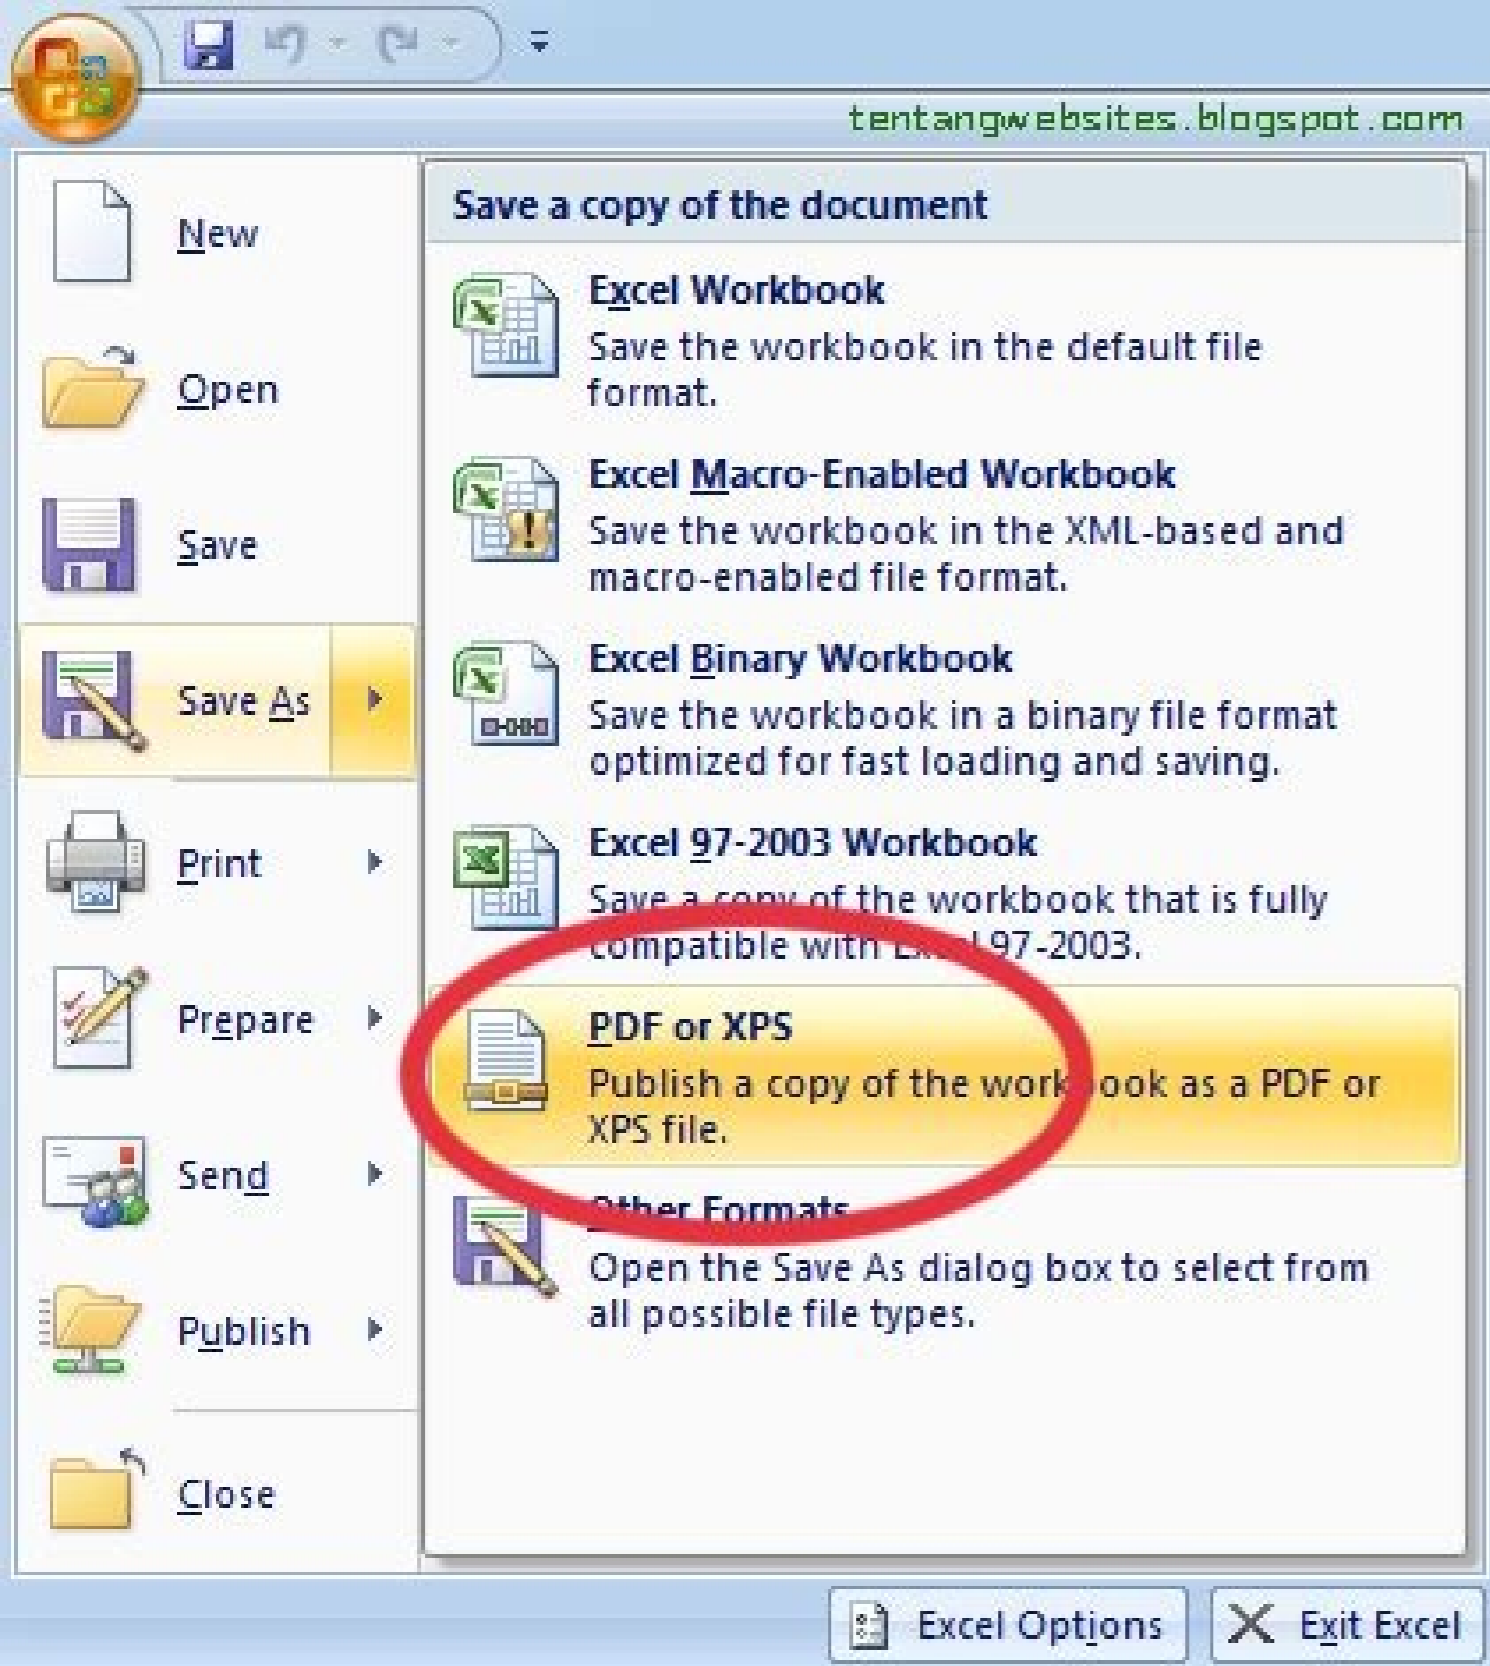 tentangwebsites.blogspot.com
New
Open
Save
Save As
Print
Prepare
Send
Publish
Close
Save a copy of the document
Excel Workbook
Save the workbook in the default file
format.
Excel Macro-Enabled Workbook
Save the workbook in the XML-based and
macro-enabled file format.
Excel Binary Workbook
Save the workbook in a binary file format
optimized for fast loading and saving.
Excel 97-2003 Workbook
Save a copy of the workbook that is fully
compatible with Excel 97-2003.
PDF or XPS
Publish a copy of the workbook as a PDF or
XPS file.
Other Formats
Open the Save As dialog box to select from
all possible file types.
Excel Options
Exit Excel